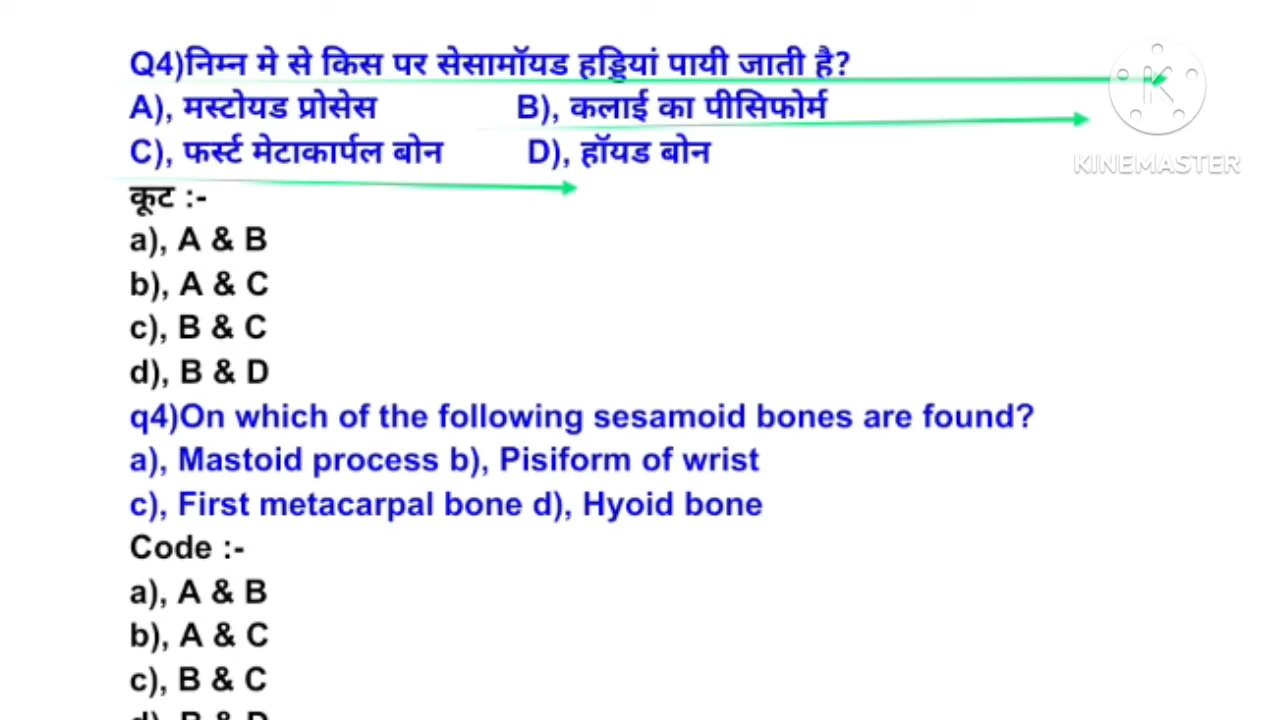 Q4)निम्न मे से किस पर सेसामॉयड हड्डियां पायी जाती है?
A), मस्टोयड प्रोसेस B), कलाई का पीसिफोर्म
C), फर्स्ट मेटाकार्पल बोन D), हॉयड बोन
कूट :-
a), A & B
b), A & C
c), B & C
d), B & D
q4)On which of the following sesamoid bones are found?
a), Mastoid process b), Pisiform of wrist
c), First metacarpal bone d), Hyoid bone
Code :-
a), A & B
b), A & C
c), B & C
d), B & D
KINEMASTER